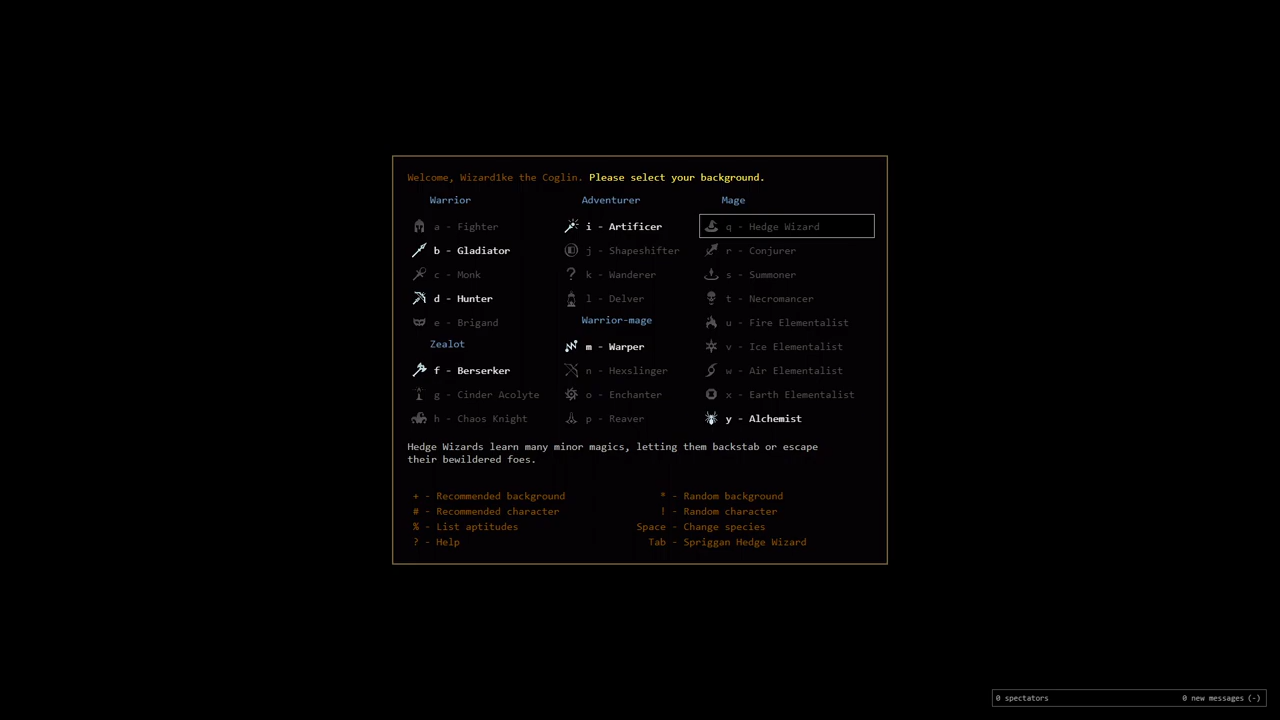 Welcome, Wizard1ke the Coglin. Please select your background.
Warrior
a - Fighter
b - Gladiator
c - Monk
d - Hunter
e - Brigand
Zealot
f - Berserker
g - Cinder Acolyte
h - Chaos Knight
Adventurer
i - Artificer
j - Shapeshifter
k - Wanderer
l - Delver
Warrior-mage
m - Warper
n - Hexslinger
o - Enchanter
p - Reaver
Mage
q - Hedge Wizard
r - Conjurer
s - Summoner
t - Necromancer
u - Fire Elementalist
v - Ice Elementalist
w - Air Elementalist
x - Earth Elementalist
y - Alchemist
Hedge Wizards learn many minor magics, letting them backstab or escape
their bewildered foes.
+ - Recommended background
# - Recommended character
% - List aptitudes
? - Help
* - Random background
! - Random character
Space - Change species
Tab - Spriggan Hedge Wizard
0 spectators
0 new messages (-)